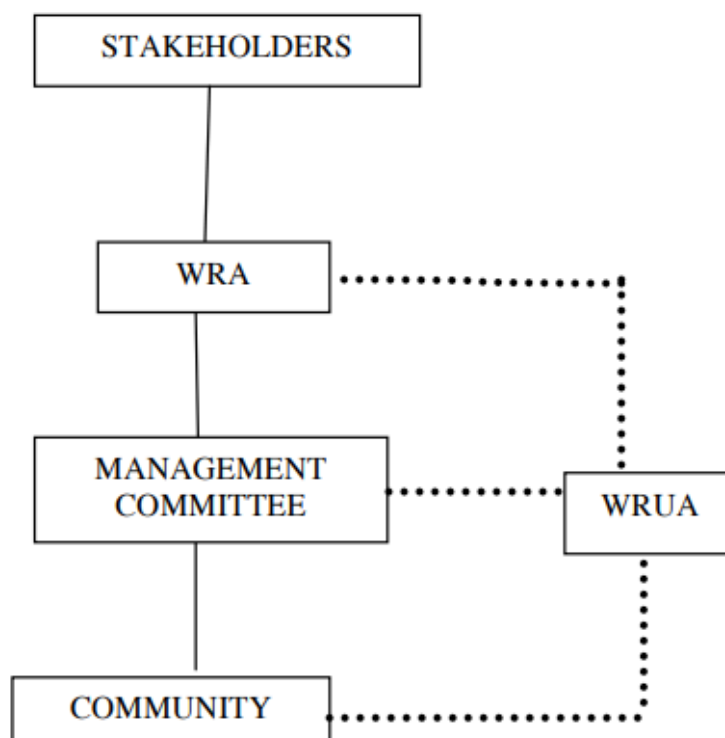 STAKEHOLDERS
WRA
MANAGEMENT
COMMITTEE
WRUA
COMMUNITY